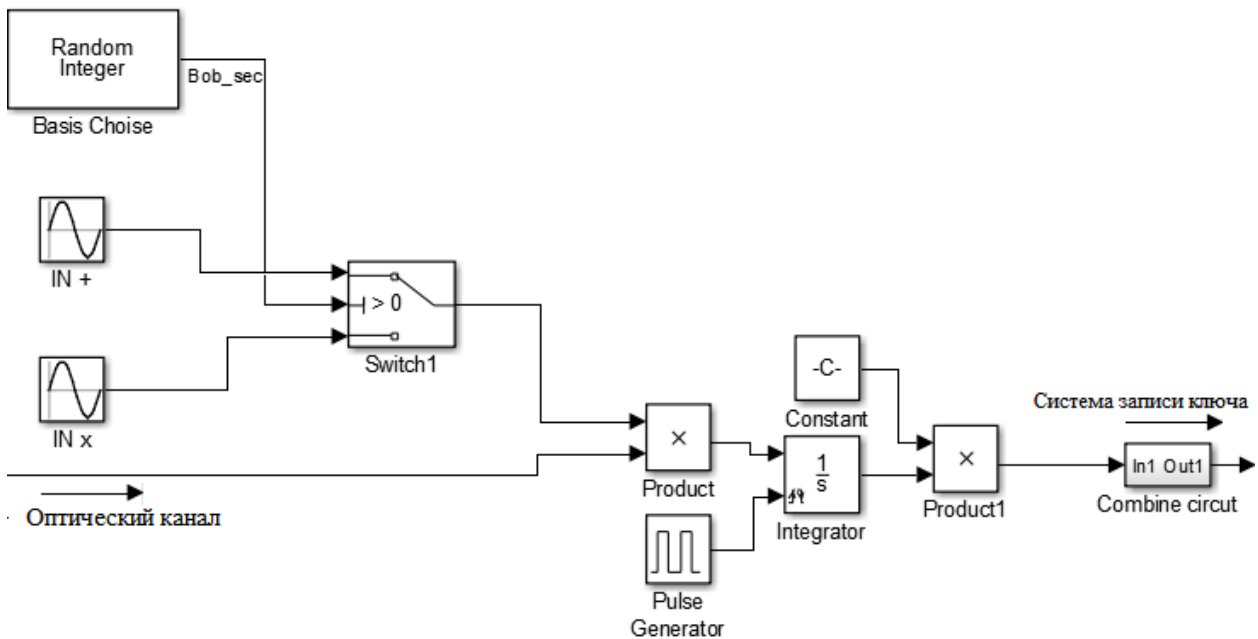 Random
Integer
Bob_sec
Basis Choise
IN +
> 0
Switch1
IN x
-C-
Constant
Система записи ключа
×
Product
1
s
Integrator
×
Product1
In1 Out1
Combine circut
Оптический канал
Pulse
Generator